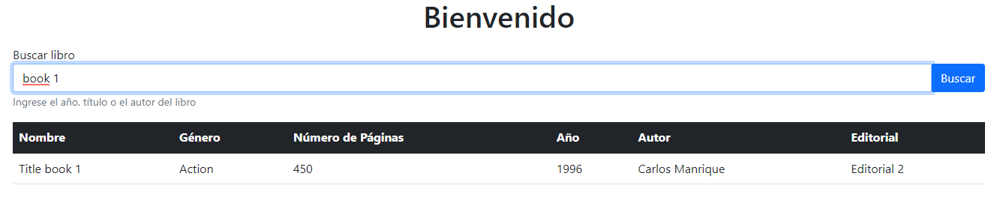 Bienvenido
Buscar libro
book 1 Buscar
Ingrese el año, título o el autor del libro
Nombre Género Número de Páginas Año Autor Editorial
Title book 1 Action 450 1996 Carlos Manrique Editorial 2